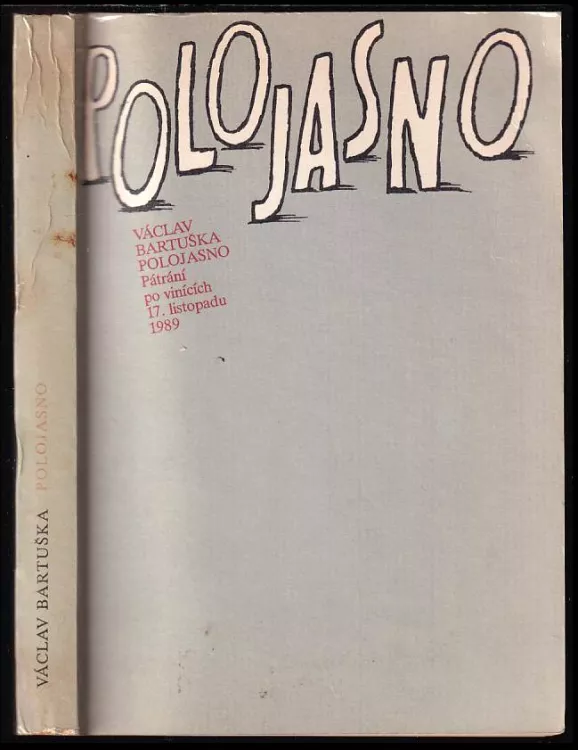 POLOJASNO
VÁCLAV
BARTUŠKA
POLOJASNO
Pátrání
po vinících
17. listopadu
1989
VÁCLAV BARTUŠKA POLOJASNO